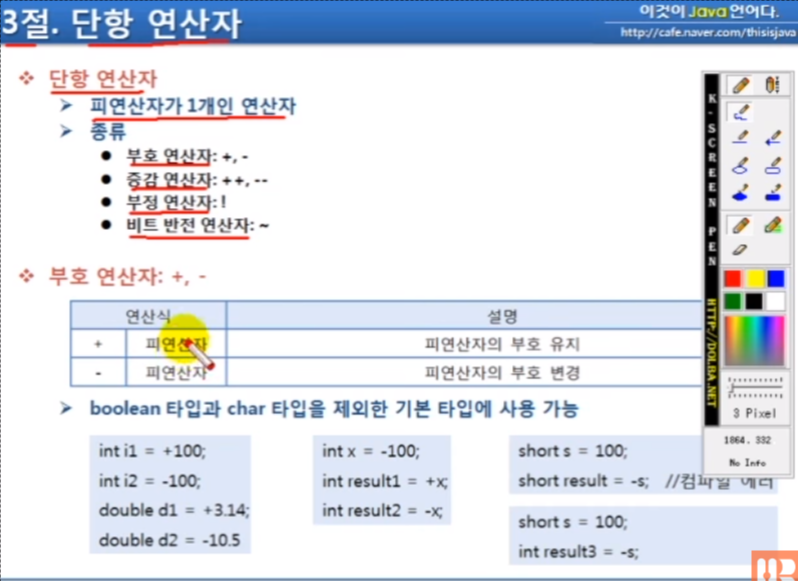 3절. 단항 연산자
이것이 Java 언어다.
http://cafe.naver.com/thisisjava
단항 연산자
피연산자가 1개인 연산자
종류
부호 연산자: +, -
증감 연산자: ++, --
부정 연산자: !
비트 반전 연산자: ~
부호 연산자: +, -
연산식 설명
+ 피연산자 피연산자의 부호 유지
- 피연산자 피연산자의 부호 변경
boolean 타입과 char 타입을 제외한 기본 타입에 사용 가능
int i1 = +100;
int i2 = -100;
double d1 = +3.14;
double d2 = -10.5
int x = -100;
int result1 = +x;
int result2 = -x;
short s = 100;
short result = -s; //컴파일 에러
short s = 100;
int result3 = -s;
K-SCREEN PEN
HTTP://DOLBA.NET
3 Pixel
1064. 332
No Info